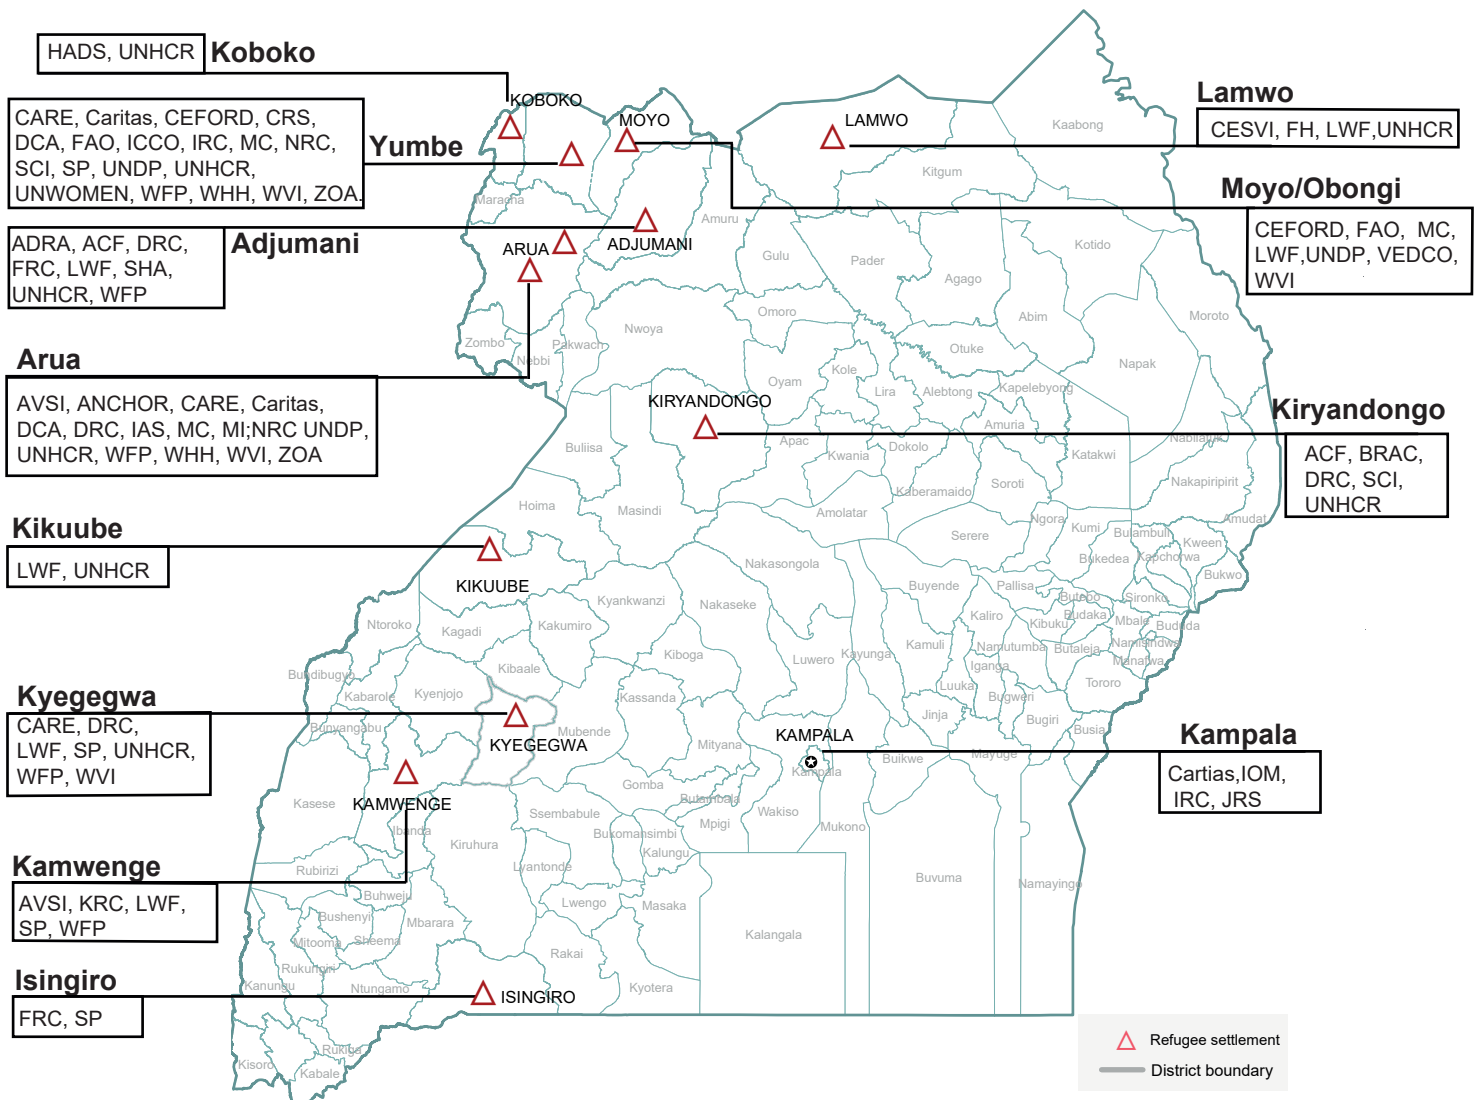 HADS, UNHCR
Koboko
CARE, Caritas, CEFORD, CRS,
DCA, FAO, ICCO, IRC, MC, NRC,
SCI, SP, UNDP, UNHCR,
UNWOMEN, WFP, WHH, WVI, ZOA.
Yumbe
ADRA, ACF, DRC,
FRC, LWF, SHA,
UNHCR, WFP
Adjumani
Arua
AVSI, ANCHOR, CARE, Caritas,
DCA, DRC, IAS, MC, MI;NRC UNDP,
UNHCR, WFP, WHH, WVI, ZOA
Kikuube
LWF, UNHCR
Kyegegwa
CARE, DRC,
LWF, SP, UNHCR,
WFP, WVI
Kamwenge
AVSI, KRC, LWF,
SP, WFP
Isingiro
FRC, SP
Lamwo
CESVI, FH, LWF,UNHCR
Moyo/Obongi
CEFORD, FAO, MC,
LWF,UNDP, VEDCO,
WVI
Kiryandongo
ACF, BRAC,
DRC, SCI,
UNHCR
Kampala
Cartias,IOM,
IRC, JRS
KOBOKO
MOYO
LAMWO
Kaabong
Kitgum
Maracha
Amuru
ARUA
ADJUMANI
Gulu
Pader
Kotido
Agago
Omoro
Abim
Moroto
Nwoya
Zombo
Pakwach
Nebbi
Otuke
Napak
Kole
Oyam
Lira
Alebtong
Kapelebyong
KIRYANDONGO
Amuria
Nabilatuk
Apac
Buliisa
Kwania
Dokolo
Katakwi
Kaberamaido
Soroti
Nakapiripirit
Hoima
Masindi
Amolatar
Ngora
Kumi
Amudat
Serere
Bulambuli
Kween
Bukedea
Kapchorwa
Bukwo
Nakasongola
KIKUUBE
Buyende
Pallisa
Butebo
Sironko
Kyankwanzi
Nakaseke
Kaliro
Kibuku
Budaka
Mbale
Bududa
Ntoroko
Kagadi
Kakumiro
Kamuli
Namutumba
Butaleja
Namisindwa
Manafwa
Kiboga
Luwero
Kayunga
Iganga
Kibaale
Bundibugyo
Kabarole
Kyenjojo
Kassanda
Luuka
Bugweri
Tororo
Bunyangabu
Jinja
Bugiri
Busia
Mubende
KYEGEGWA
Mityana
KAMPALA
Kampala
Buikwe
Mayuge
KAMWENGE
Gomba
Butambala
Kasese
Ssembabule
Mpigi
Wakiso
Mukono
Ibanda
Kiruhura
Bukomansimbi
Kalungu
Rubirizi
Lyantonde
Buvuma
Namayingo
Buhweju
Lwengo
Masaka
Bushenyi
Mbarara
Kalangala
Mitooma
Sheema
Rakai
Rukungiri
Kanungu
Ntungamo
Kyotera
ISINGIRO
Rukiga
Kisoro
Kabale
Refugee settlement
District boundary